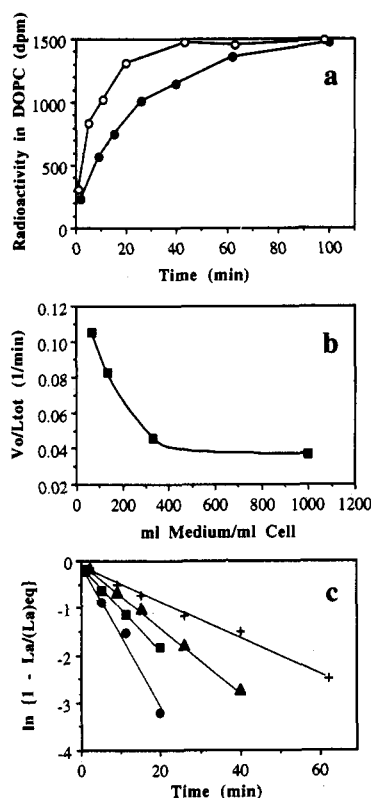 1500
1000
500
0
Radioactivity in DOPC (dpm)
a
0 20 40 60 80 100
Time (min)
0.12
0.10
0.08
0.06
0.04
0.02
Vo/Ltot (1/min)
b
0 200 400 600 800 1000 1200
ml Medium/ml Cell
0
-1
-2
-3
-4
ln {1 - La/(La)eq}
c
0 20 40 60
Time (min)